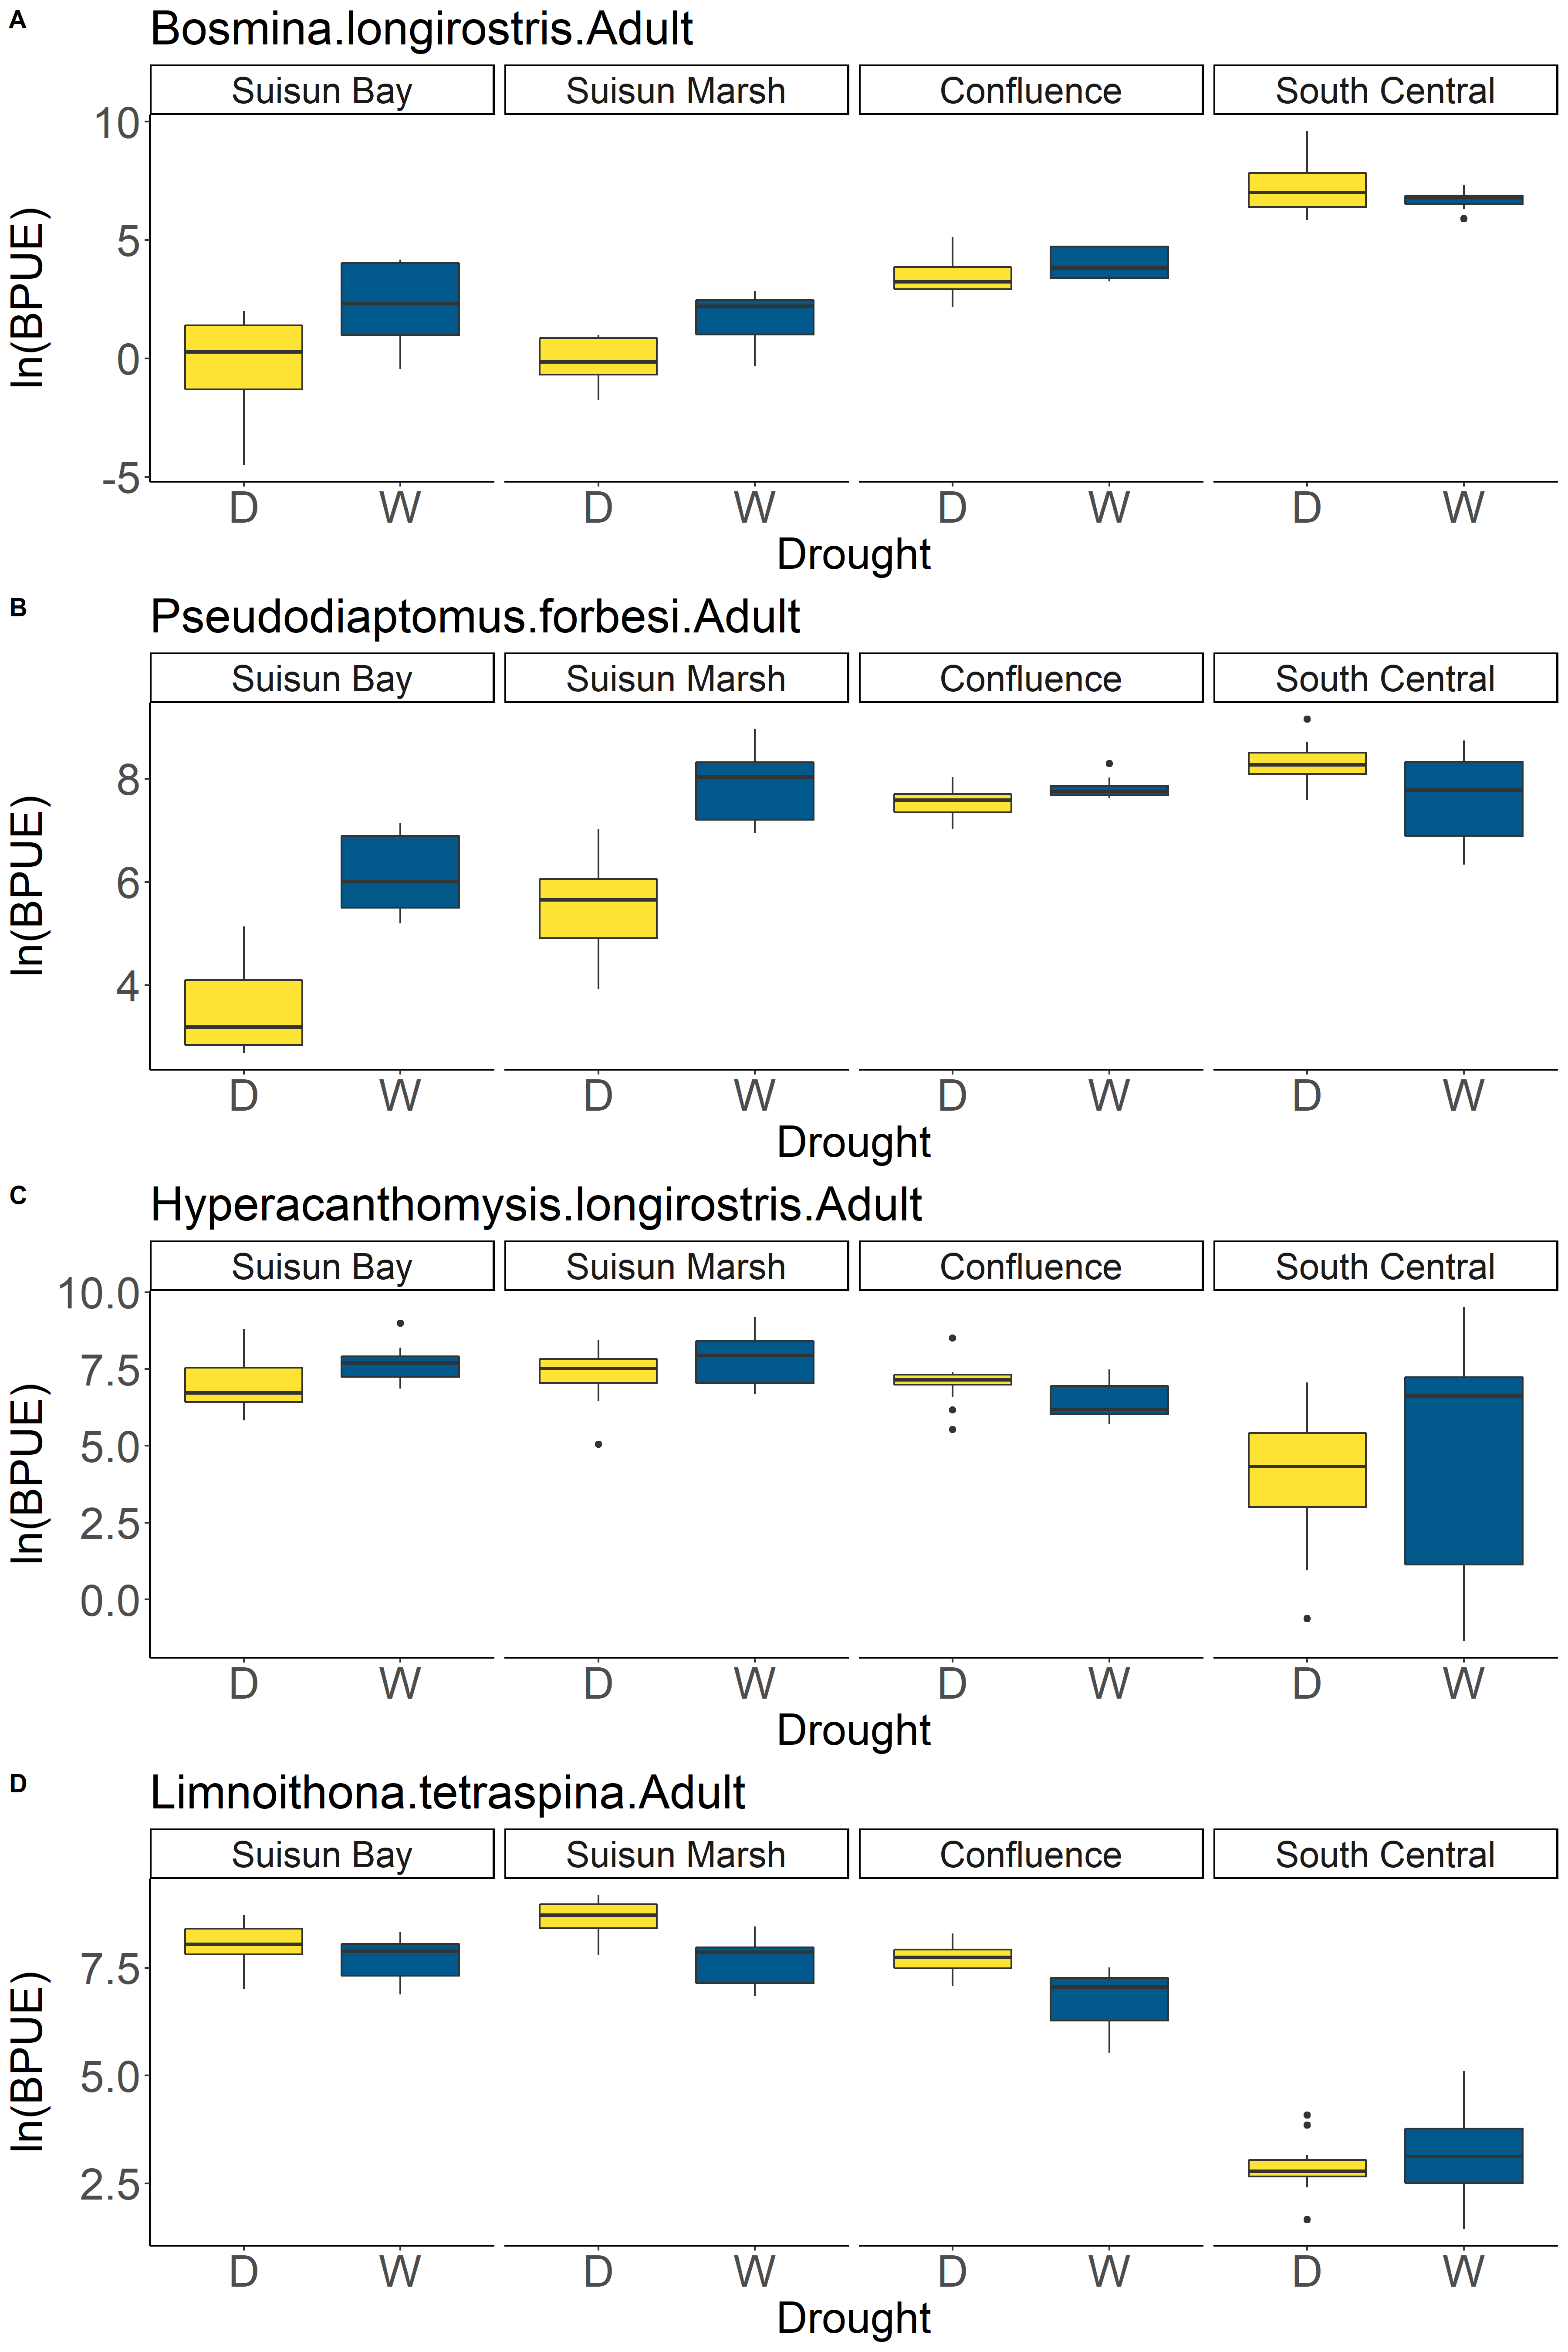 A
Bosmina.longirostris.Adult
Suisun Bay Suisun Marsh Confluence South Central
10
5
0
-5
ln(BPUE)
D W D W D W D W
Drought
B
Pseudodiaptomus.forbesi.Adult
Suisun Bay Suisun Marsh Confluence South Central
8
6
4
ln(BPUE)
D W D W D W D W
Drought
C
Hyperacanthomysis.longirostris.Adult
Suisun Bay Suisun Marsh Confluence South Central
10.0
7.5
5.0
2.5
0.0
ln(BPUE)
D W D W D W D W
Drought
D
Limnoithona.tetraspina.Adult
Suisun Bay Suisun Marsh Confluence South Central
7.5
5.0
2.5
ln(BPUE)
D W D W D W D W
Drought